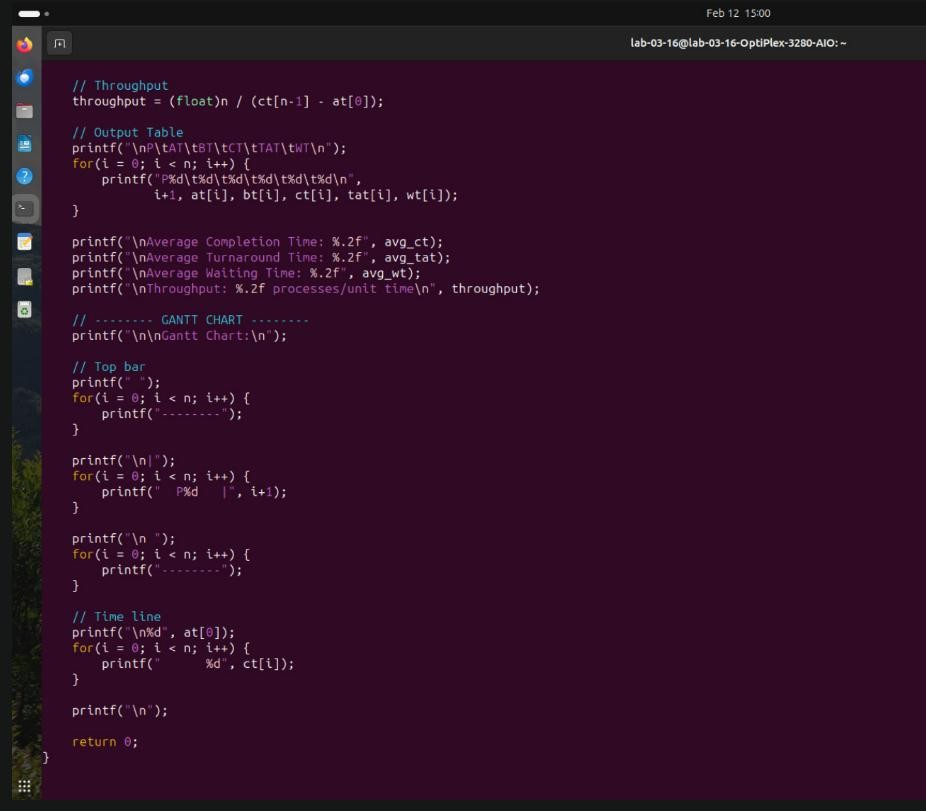 Feb 12 15:00
lab-03-16@lab-03-16-OptiPlex-3280-AIO: ~
// Throughput
throughput = (float)n / (ct[n-1] - at[0]);
// Output Table
printf("\nP\tAT\tBT\tCT\tTAT\tWT\n");
for(i = 0; i < n; i++) {
printf("P%d\t%d\t%d\t%d\t%d\t%d\n",
i+1, at[i], bt[i], ct[i], tat[i], wt[i]);
}
printf("\nAverage Completion Time: %.2f", avg_ct);
printf("\nAverage Turnaround Time: %.2f", avg_tat);
printf("\nAverage Waiting Time: %.2f", avg_wt);
printf("\nThroughput: %.2f processes/unit time\n", throughput);
// -------- GANTT CHART --------
printf("\n\nGantt Chart:\n");
// Top bar
printf(" ");
for(i = 0; i < n; i++) {
printf("--------");
}
printf("\n|");
for(i = 0; i < n; i++) {
printf("  P%d   |", i+1);
}
printf("\n ");
for(i = 0; i < n; i++) {
printf("--------");
}
// Time line
printf("\n%d", at[0]);
for(i = 0; i < n; i++) {
printf("      %d", ct[i]);
}
printf("\n");
return 0;
}